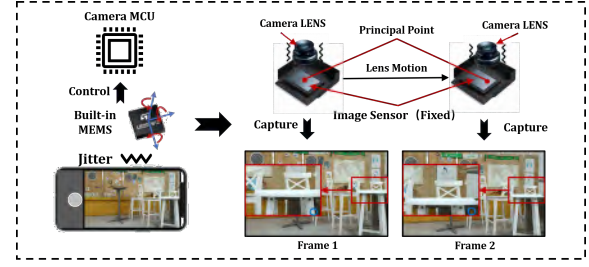 Camera MCU
Control
Built-in
MEMS
Jitter
Camera LENS
Principal Point
Camera LENS
Lens Motion
Image Sensor (Fixed)
Capture
Capture
Frame 1
Frame 2